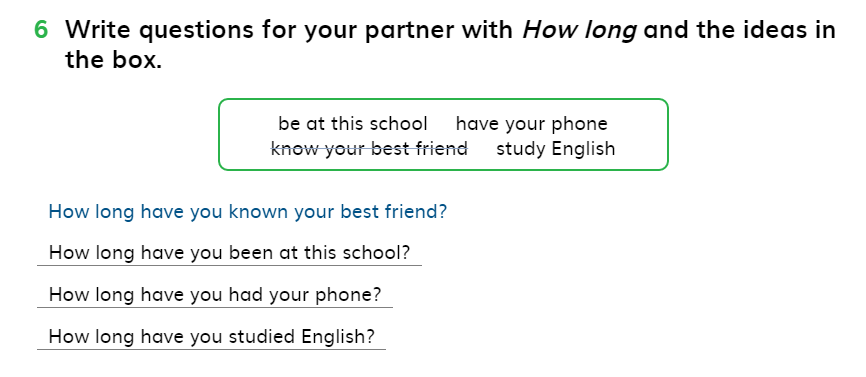 6 Write questions for your partner with How long and the ideas in
the box.
be at this school have your phone
know your best friend study English
How long have you known your best friend?
How long have you been at this school?
How long have you had your phone?
How long have you studied English?